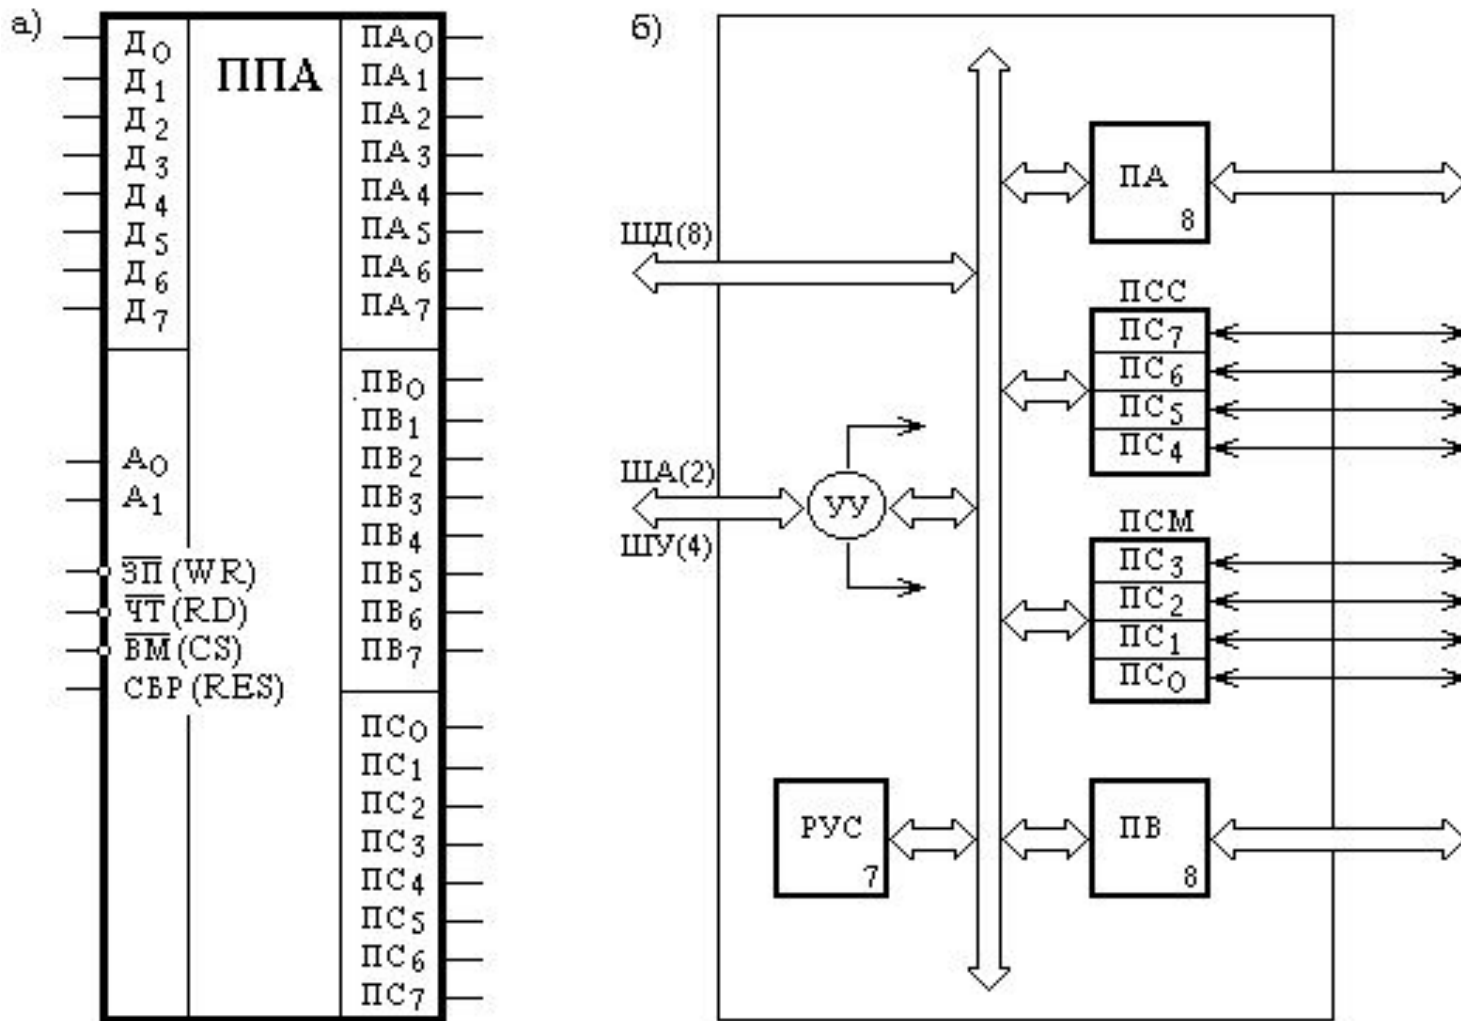 а)
ППА
Д0
Д1
Д2
Д3
Д4
Д5
Д6
Д7
А0
А1
ЗП (WR)
ЧТ (RD)
ВМ (CS)
СБР (RES)
ПА0
ПА1
ПА2
ПА3
ПА4
ПА5
ПА6
ПА7
ПВ0
ПВ1
ПВ2
ПВ3
ПВ4
ПВ5
ПВ6
ПВ7
ПС0
ПС1
ПС2
ПС3
ПС4
ПС5
ПС6
ПС7
б)
ШД(8)
ША(2)
ШУ(4)
УУ
РУС
7
ПА
8
ПСС
ПС7
ПС6
ПС5
ПС4
ПСМ
ПС3
ПС2
ПС1
ПС0
ПВ
8